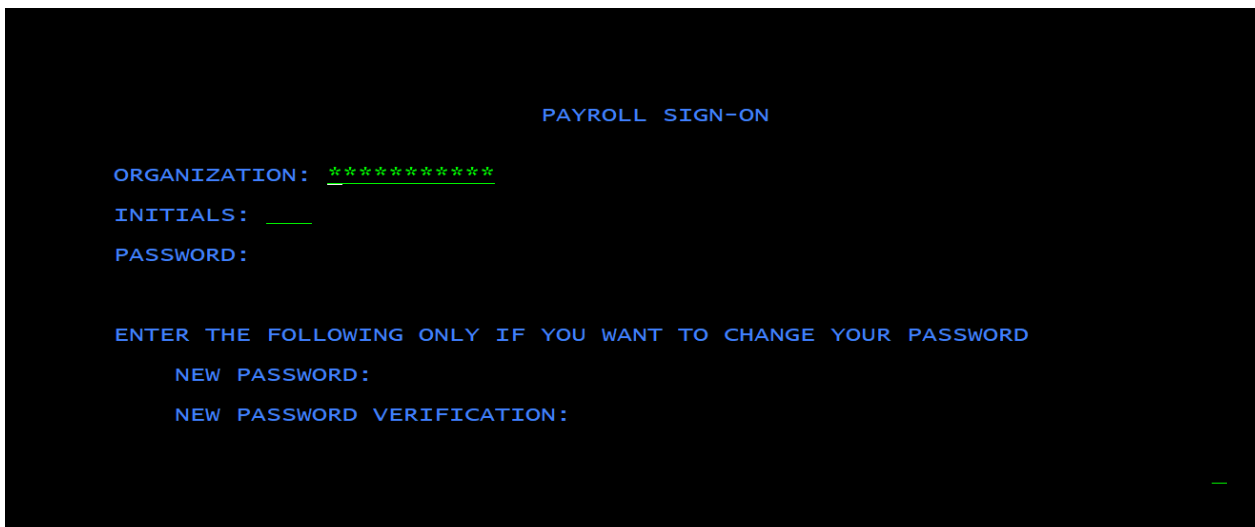 PAYROLL SIGN-ON
ORGANIZATION: ***********
INITIALS: ___
PASSWORD:
ENTER THE FOLLOWING ONLY IF YOU WANT TO CHANGE YOUR PASSWORD
NEW PASSWORD:
NEW PASSWORD VERIFICATION: